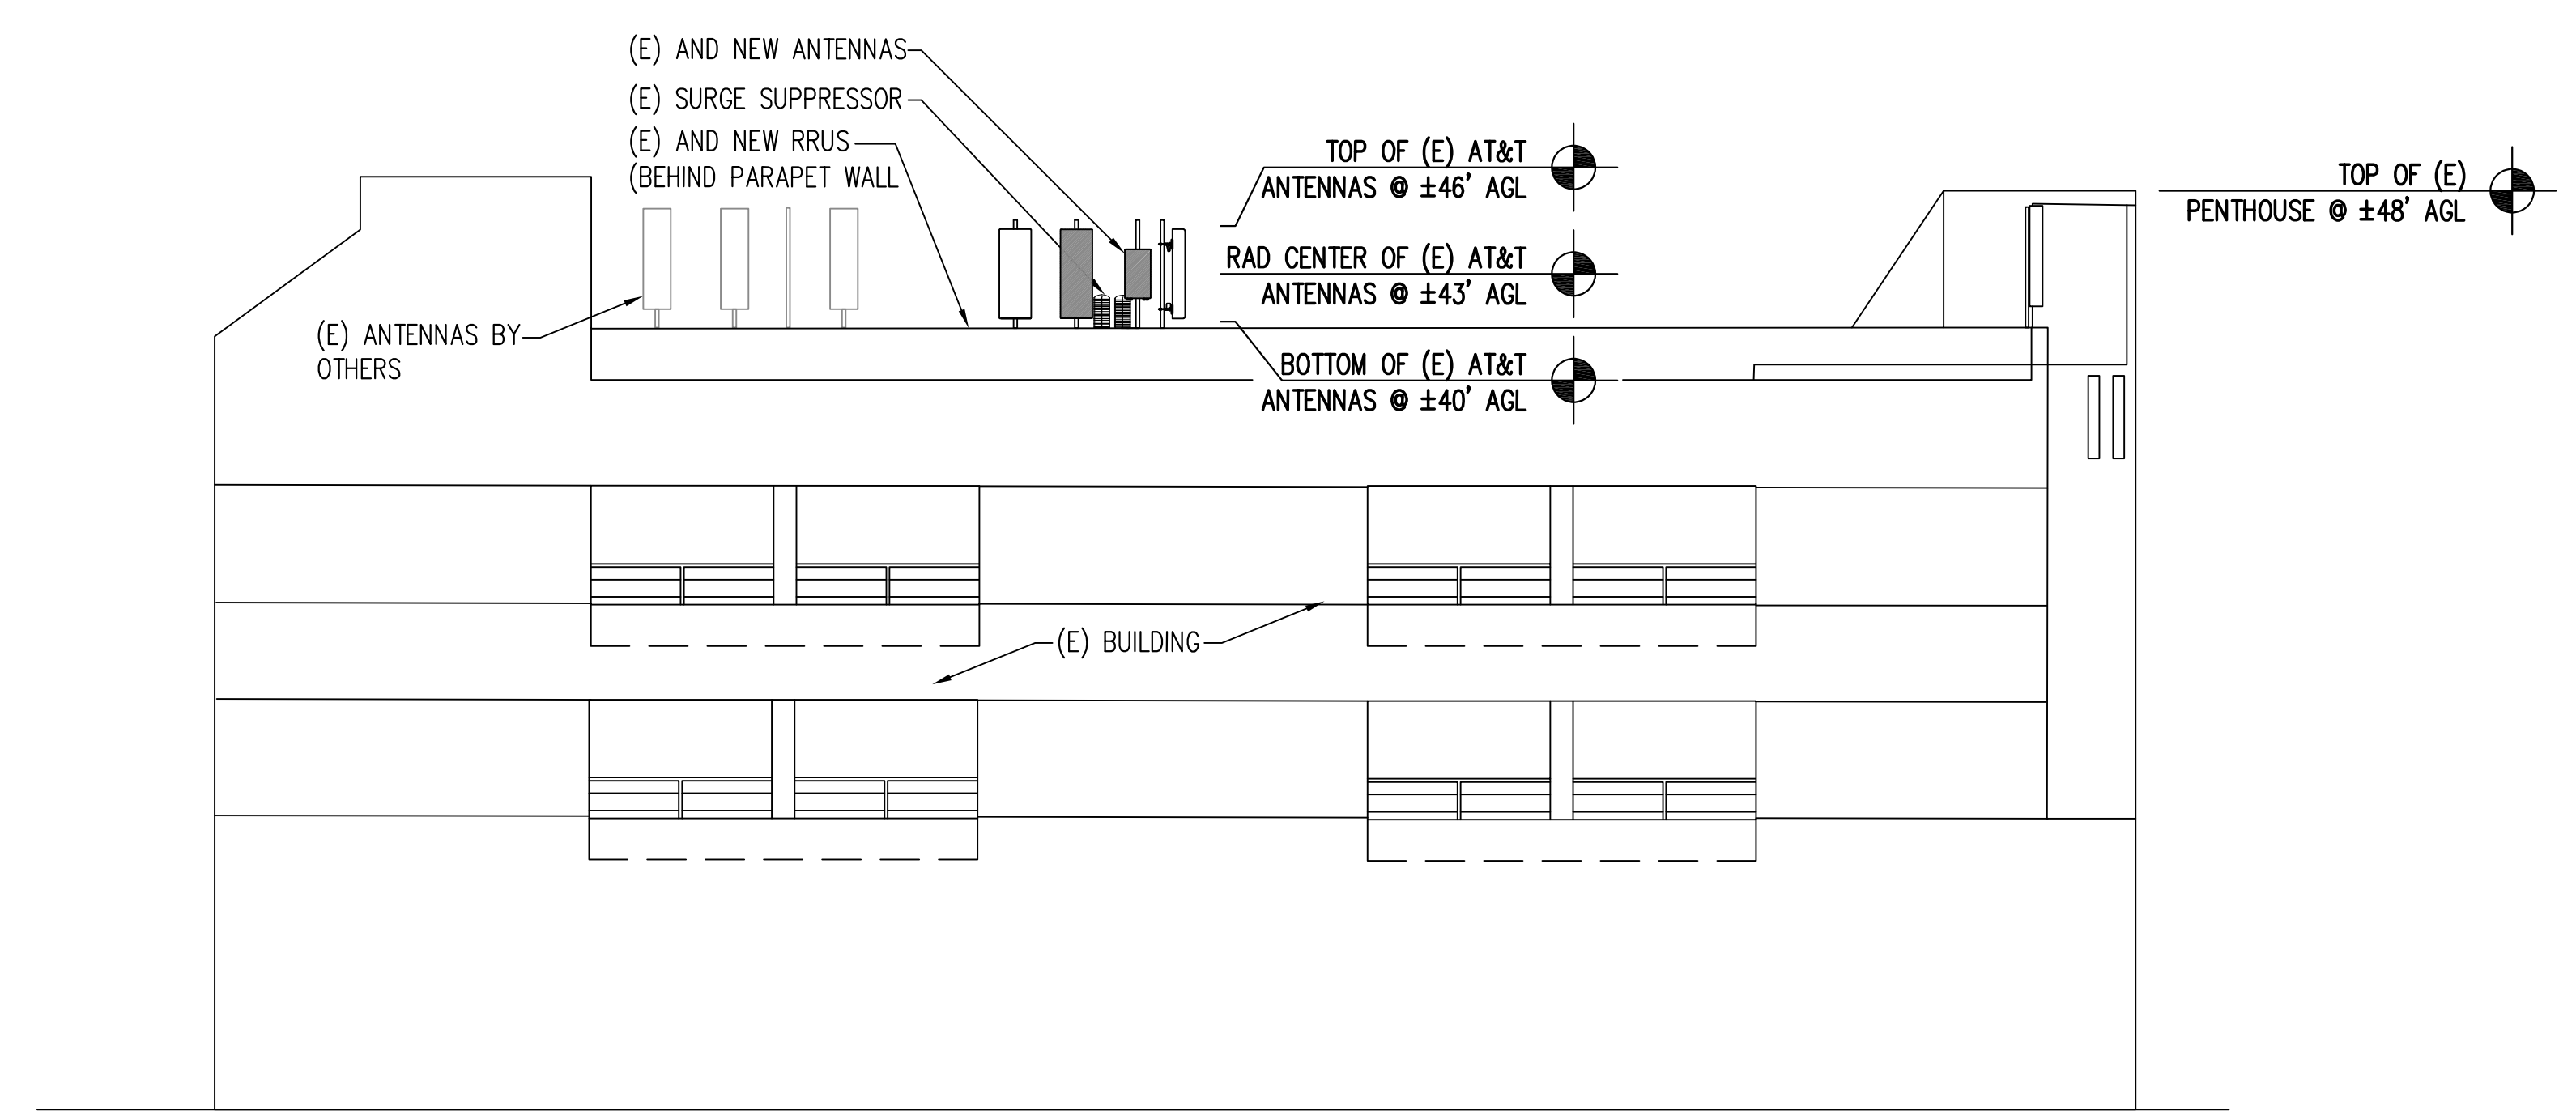 (E) AND NEW ANTENNAS
(E) SURGE SUPPRESSOR
(E) AND NEW RRUS
(BEHIND PARAPET WALL
TOP OF (E) AT&T
ANTENNAS @ ±46' AGL
TOP OF (E)
PENTHOUSE @ ±48' AGL
RAD CENTER OF (E) AT&T
ANTENNAS @ ±43' AGL
(E) ANTENNAS BY
OTHERS
BOTTOM OF (E) AT&T
ANTENNAS @ ±40' AGL
(E) BUILDING